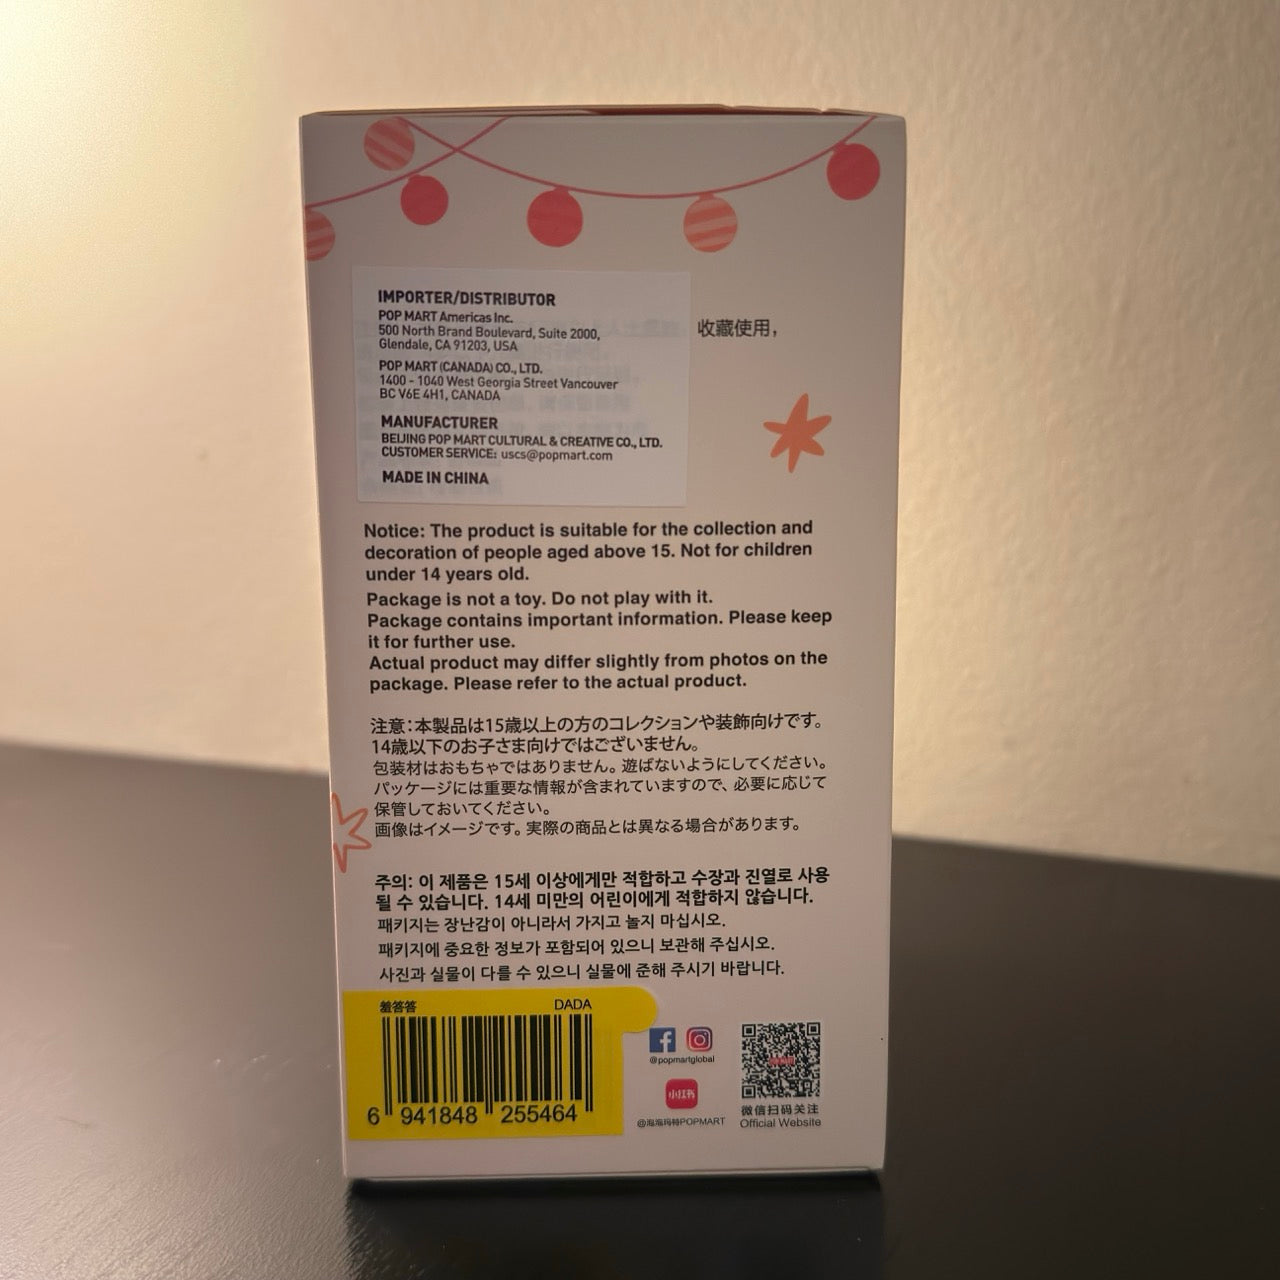 IMPORTER/DISTRIBUTOR
POP MART Americas Inc.
500 North Brand Boulevard, Suite 2000,
Glendale, CA 91203, USA
POP MART (CANADA) CO., LTD.
1400 - 1040 West Georgia Street Vancouver
BC V6E 4H1, CANADA
MANUFACTURER
BEIJING POP MART CULTURAL & CREATIVE CO., LTD.
CUSTOMER SERVICE: uscs@popmart.com
MADE IN CHINA
收藏使用，
Notice: The product is suitable for the collection and
decoration of people aged above 15. Not for children
under 14 years old.
Package is not a toy. Do not play with it.
Package contains important information. Please keep
it for further use.
Actual product may differ slightly from photos on the
package. Please refer to the actual product.
注意：本製品は15歳以上の方のコレクションや装飾向けです。
14歳以下のお子さま向けではございません。
包装材はおもちゃではありません。遊ばないようにしてください。
パッケージには重要な情報が含まれていますので、必要に応じて
保管しておいてください。
画像はイメージです。実際の商品とは異なる場合があります。
주의: 이 제품은 15세 이상에게만 적합하고 수장과 진열로 사용
될 수 있습니다. 14세 미만의 어린이에게 적합하지 않습니다.
패키지는 장난감이 아니라서 가지고 놀지 마십시오.
패키지에 중요한 정보가 포함되어 있으니 보관해 주십시오.
사진과 실물이 다를 수 있으니 실물에 준해 주시기 바랍니다.
羞答答 DADA
6 941848 255464
@popmartglobal
小红书
@泡泡玛特POPMART
微信扫码关注
Official Website